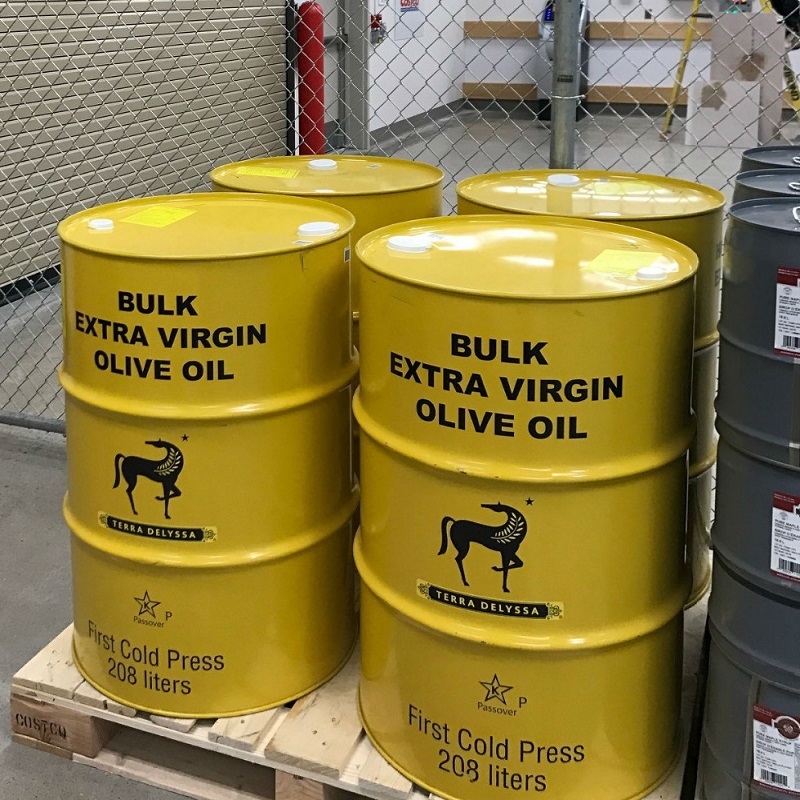 BULK
EXTRA VIRGIN
OLIVE OIL
TERRA DELYSSA
K P
Passover
First Cold Press
208 liters
BULK
EXTRA VIRGIN
OLIVE OIL
TERRA DELYSSA
K P
Passover
First Cold Press
208 liters
COSTCO